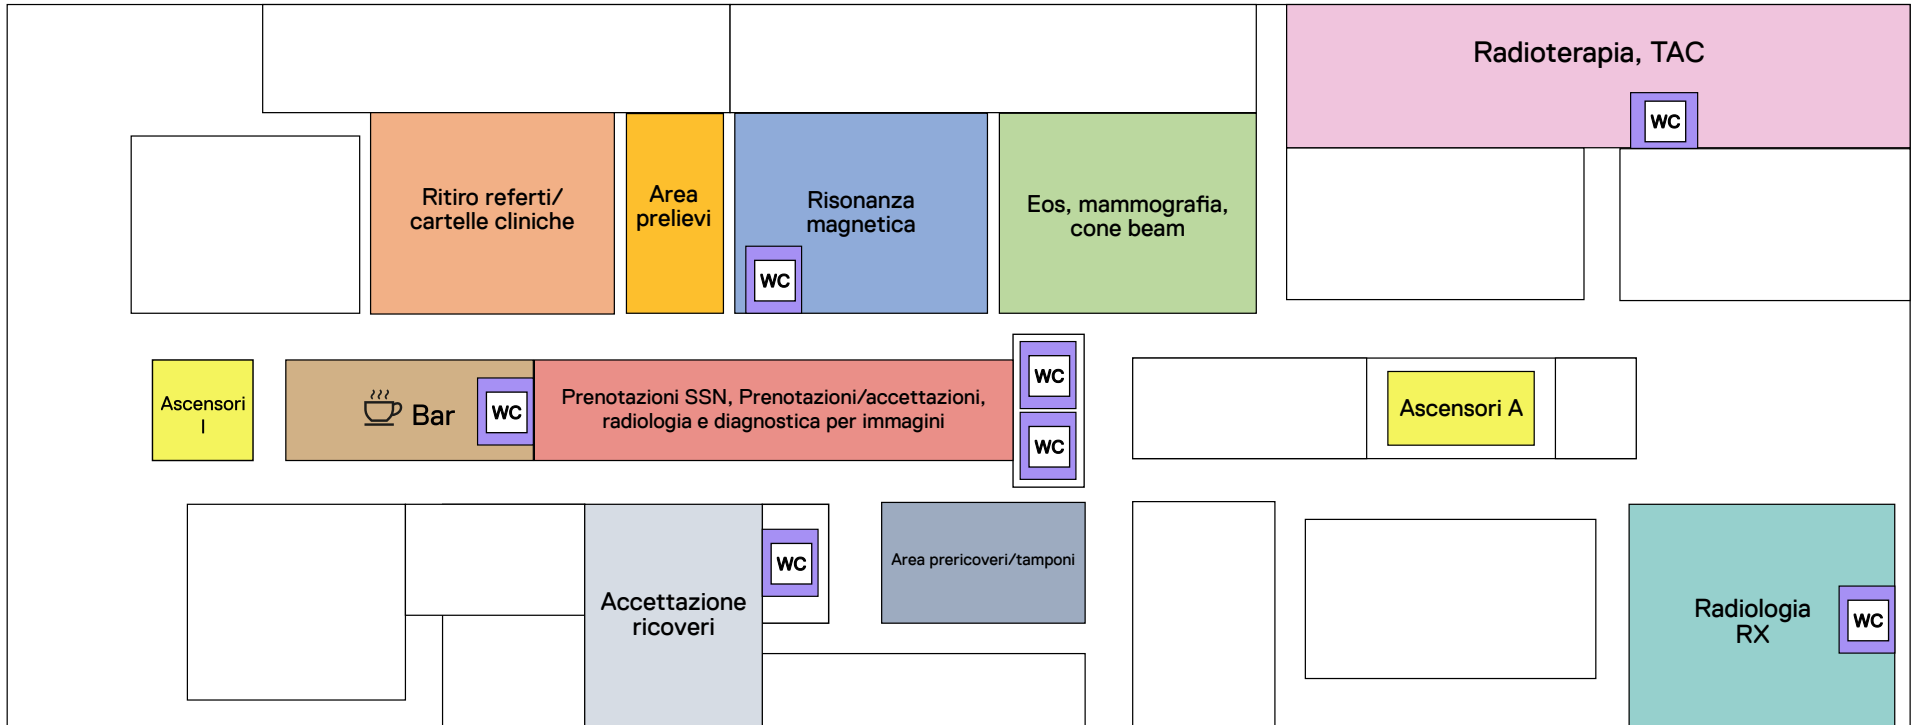 Radioterapia, TAC
WC
Ritiro referti/
cartelle cliniche
Area
prelievi
Risonanza
magnetica
WC
Eos, mammografia,
cone beam
Ascensori
I
Bar
WC
Prenotazioni SSN, Prenotazioni/accettazioni,
radiologia e diagnostica per immagini
WC
WC
Ascensori A
Accettazione
ricoveri
WC
Area prericoveri/tamponi
Radiologia
RX
WC